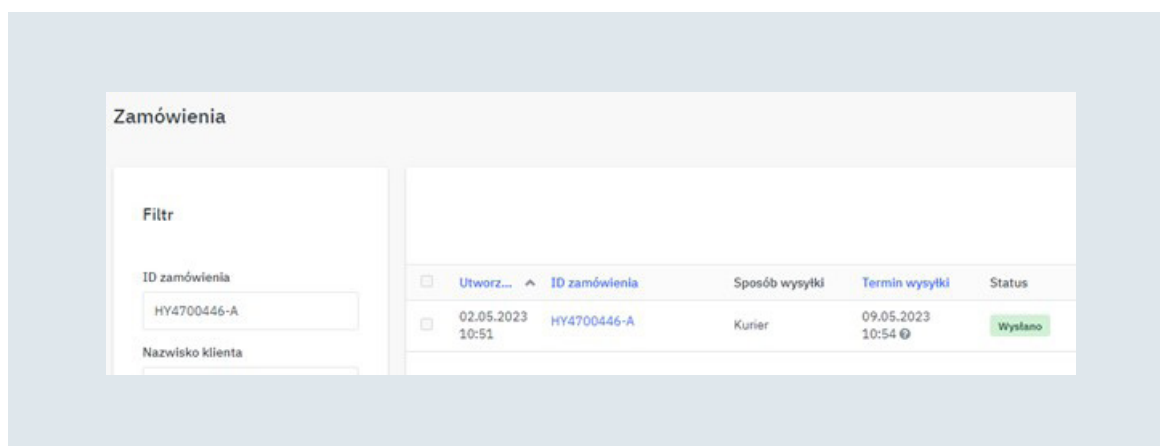 Zamówienia
Filtr
ID zamówienia
HY4700446-A
Nazwisko klienta
Utworz... ID zamówienia Sposób wysyłki Termin wysyłki Status
02.05.2023 HY4700446-A Kurier 09.05.2023 Wysłano
10:51 10:54